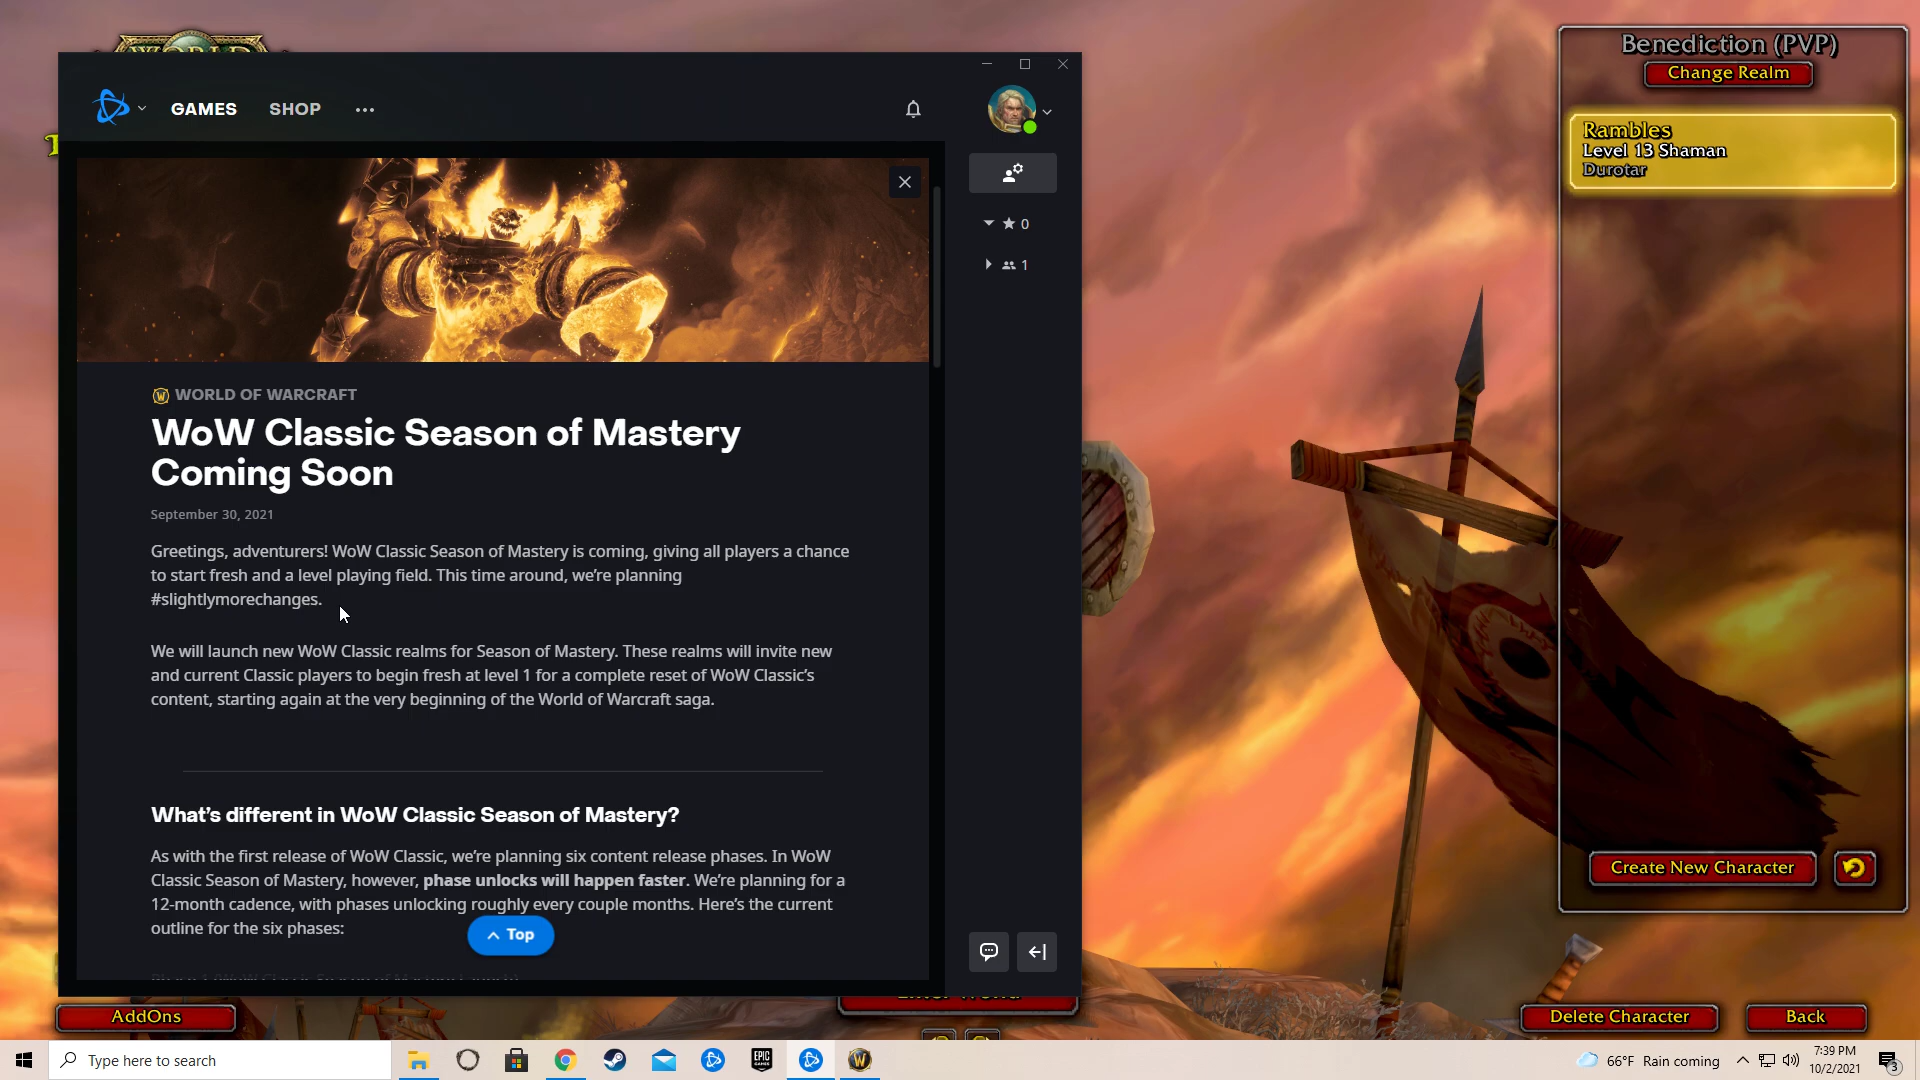 WORLD
GAMES
SHOP
0
1
WORLD OF WARCRAFT
WoW Classic Season of Mastery
Coming Soon
September 30, 2021
Greetings, adventurers! WoW Classic Season of Mastery is coming, giving all players a chance
to start fresh and a level playing field. This time around, we’re planning
#slightlymorechanges.
We will launch new WoW Classic realms for Season of Mastery. These realms will invite new
and current Classic players to begin fresh at level 1 for a complete reset of WoW Classic’s
content, starting again at the very beginning of the World of Warcraft saga.
What’s different in WoW Classic Season of Mastery?
As with the first release of WoW Classic, we’re planning six content release phases. In WoW
Classic Season of Mastery, however, phase unlocks will happen faster. We’re planning for a
12-month cadence, with phases unlocking roughly every couple months. Here’s the current
outline for the six phases:
Top
Benediction (PVP)
Change Realm
Rambles
Level 13 Shaman
Durotar
Create New Character
AddOns
Delete Character
Back
Type here to search
EPIC
GAMES
66°F Rain coming
7:39 PM
10/2/2021
3